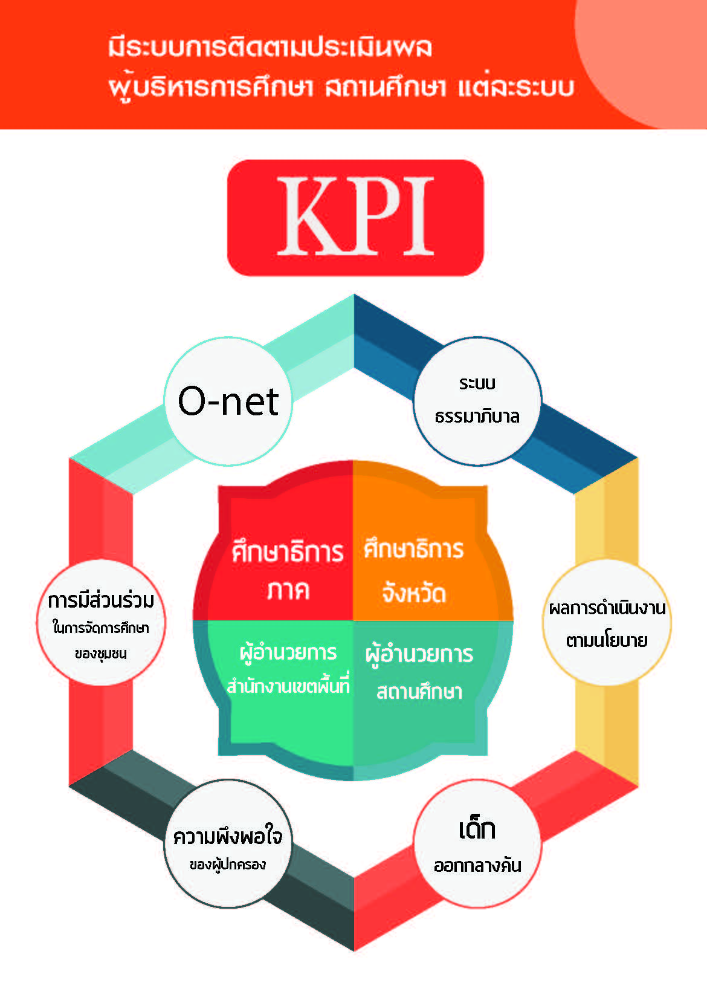 มีระบบการติดตามประเมินผล
ผู้บริหารการศึกษา สถานศึกษา แต่ละระบบ
KPI
O-net
ระบบ
ธรรมาภิบาล
ศึกษาธิการ
ภาค
ศึกษาธิการ
จังหวัด
การมีส่วนร่วม
ในการจัดการศึกษา
ของชุมชน
ผลการดำเนินงาน
ตามนโยบาย
ผู้อำนวยการ
สำนักงานเขตพื้นที่
ผู้อำนวยการ
สถานศึกษา
ความพึงพอใจ
ของผู้ปกครอง
เด็ก
ออกกลางคัน